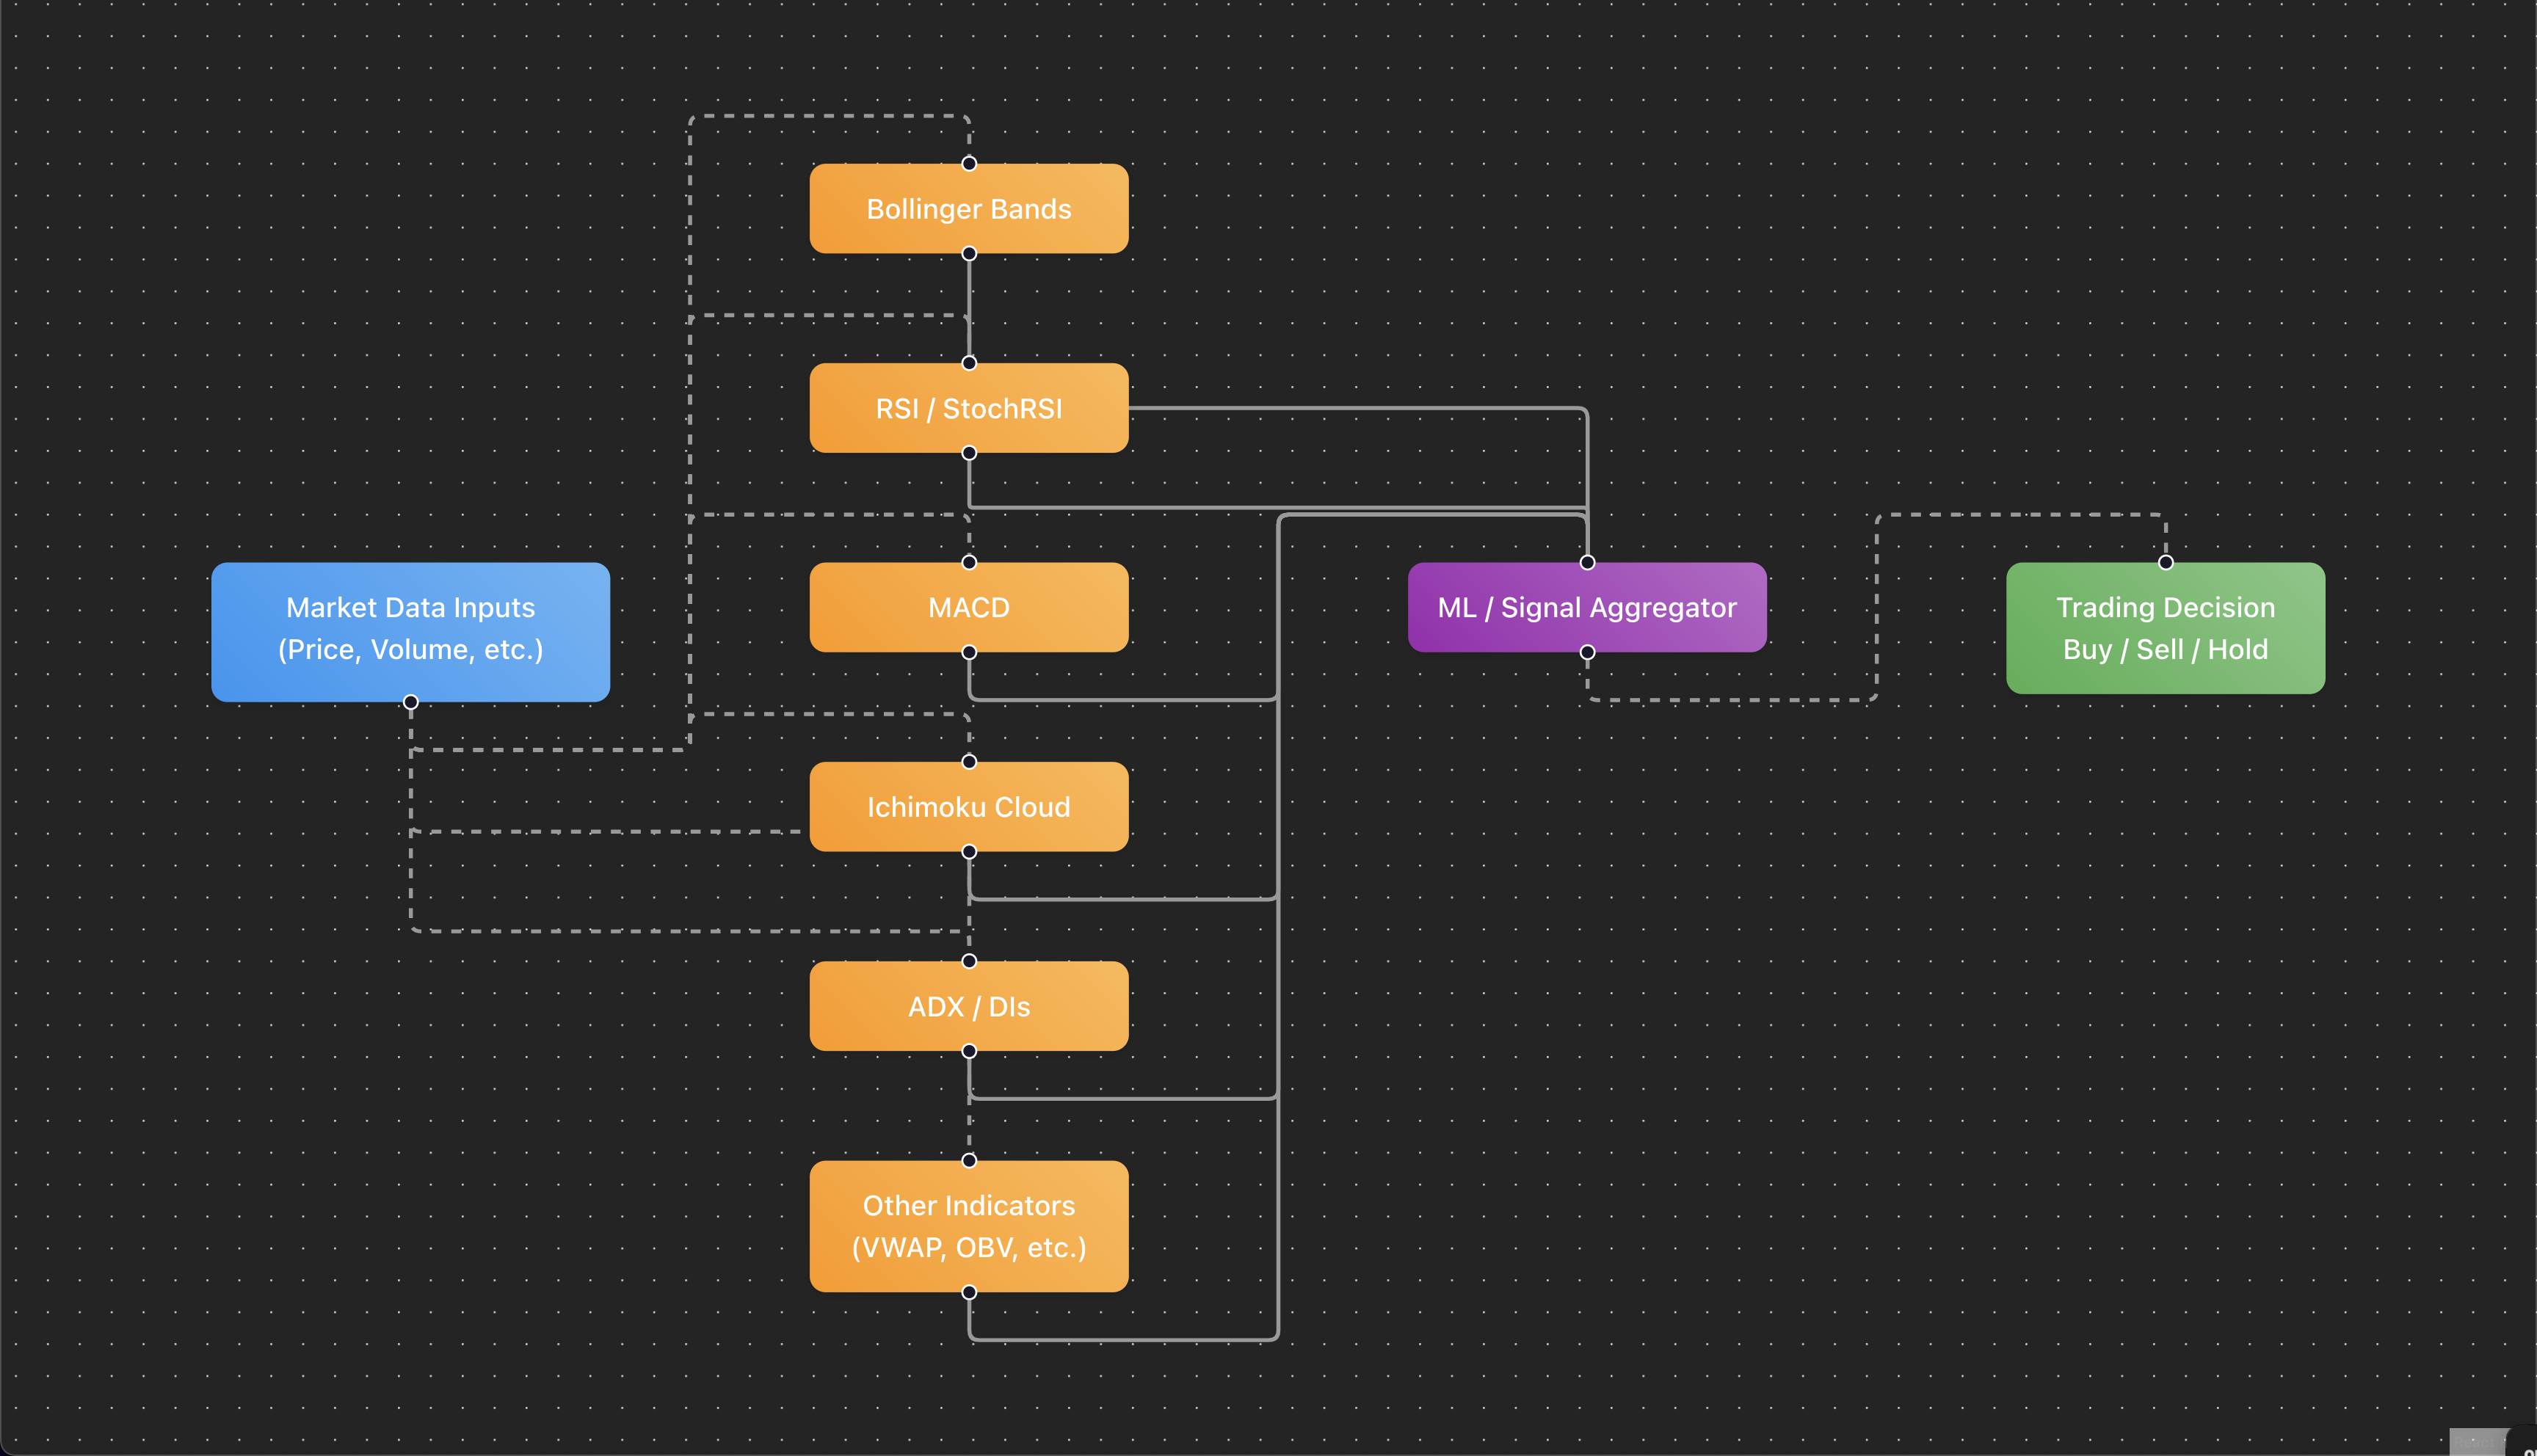 Bollinger Bands
RSI / StochRSI
Market Data Inputs
(Price, Volume, etc.)
MACD
ML / Signal Aggregator
Trading Decision
Buy / Sell / Hold
Ichimoku Cloud
ADX / DIs
Other Indicators
(VWAP, OBV, etc.)